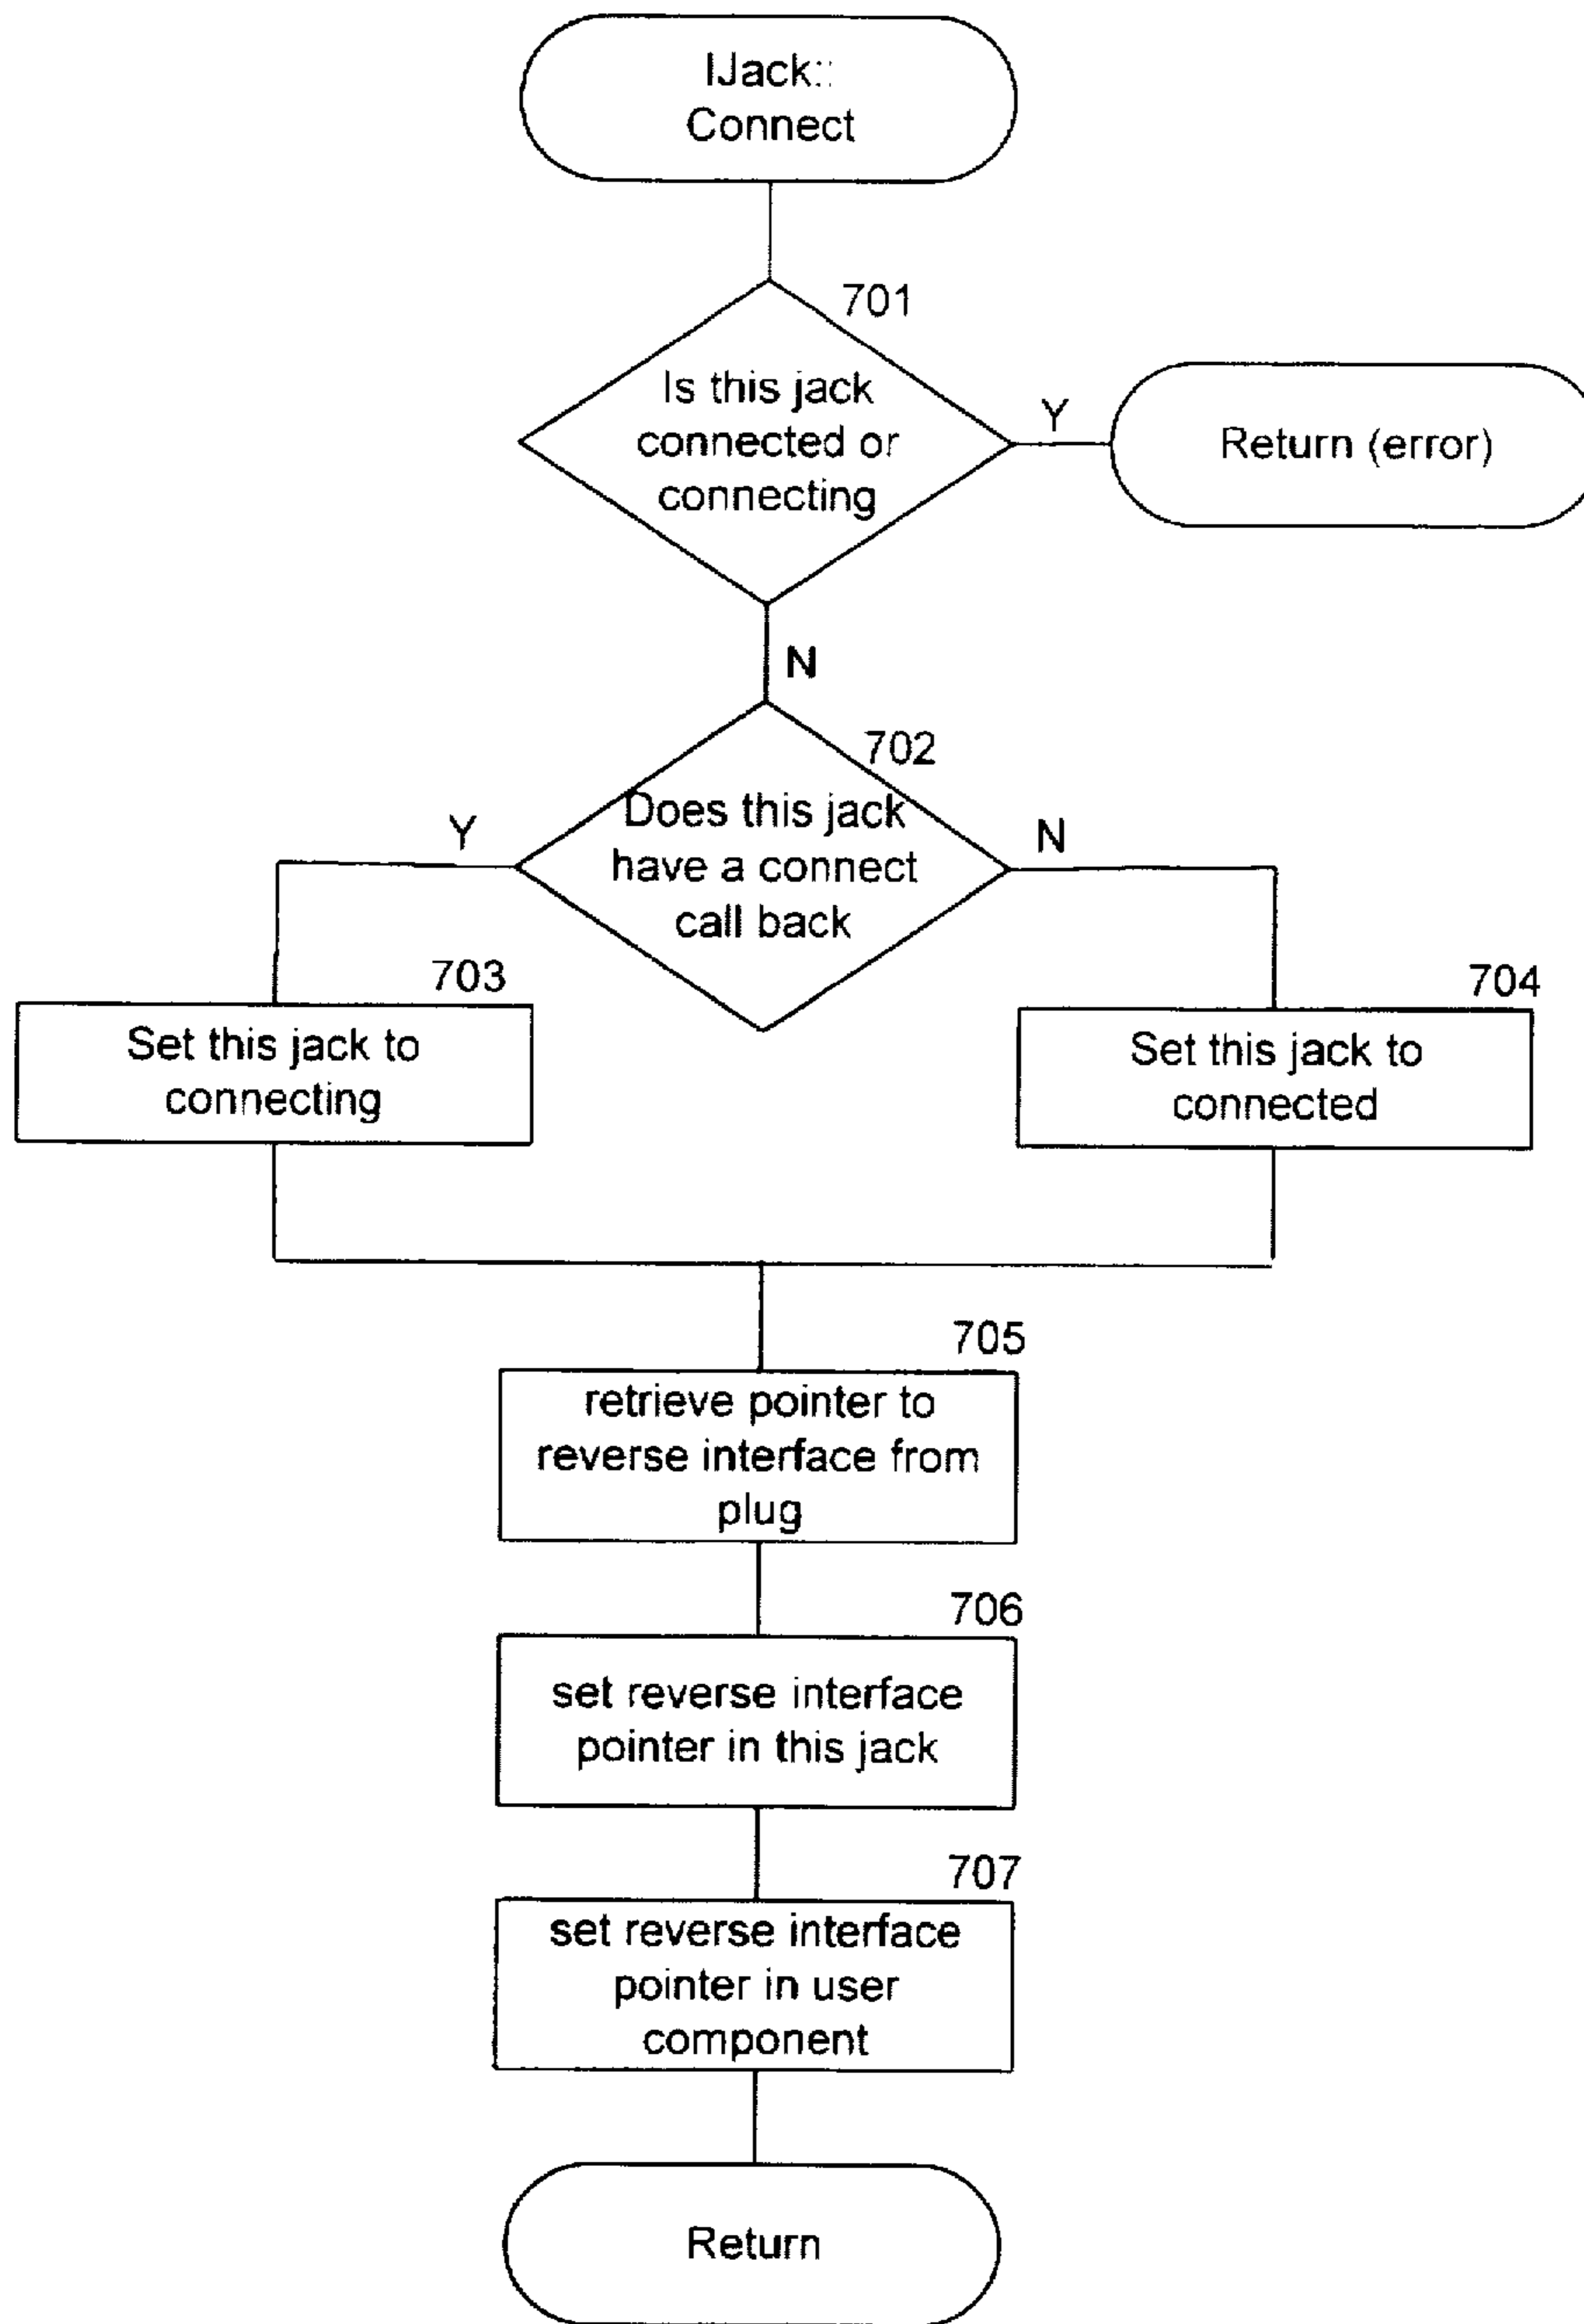 IJack::
Connect
701
Is this jack
connected or
connecting
Y
Return (error)
N
702
Does this jack
have a connect
call back
Y
N
703
Set this jack to
connecting
704
Set this jack to
connected
705
retrieve pointer to
reverse interface from
plug
706
set reverse interface
pointer in this jack
707
set reverse interface
pointer in user
component
Return